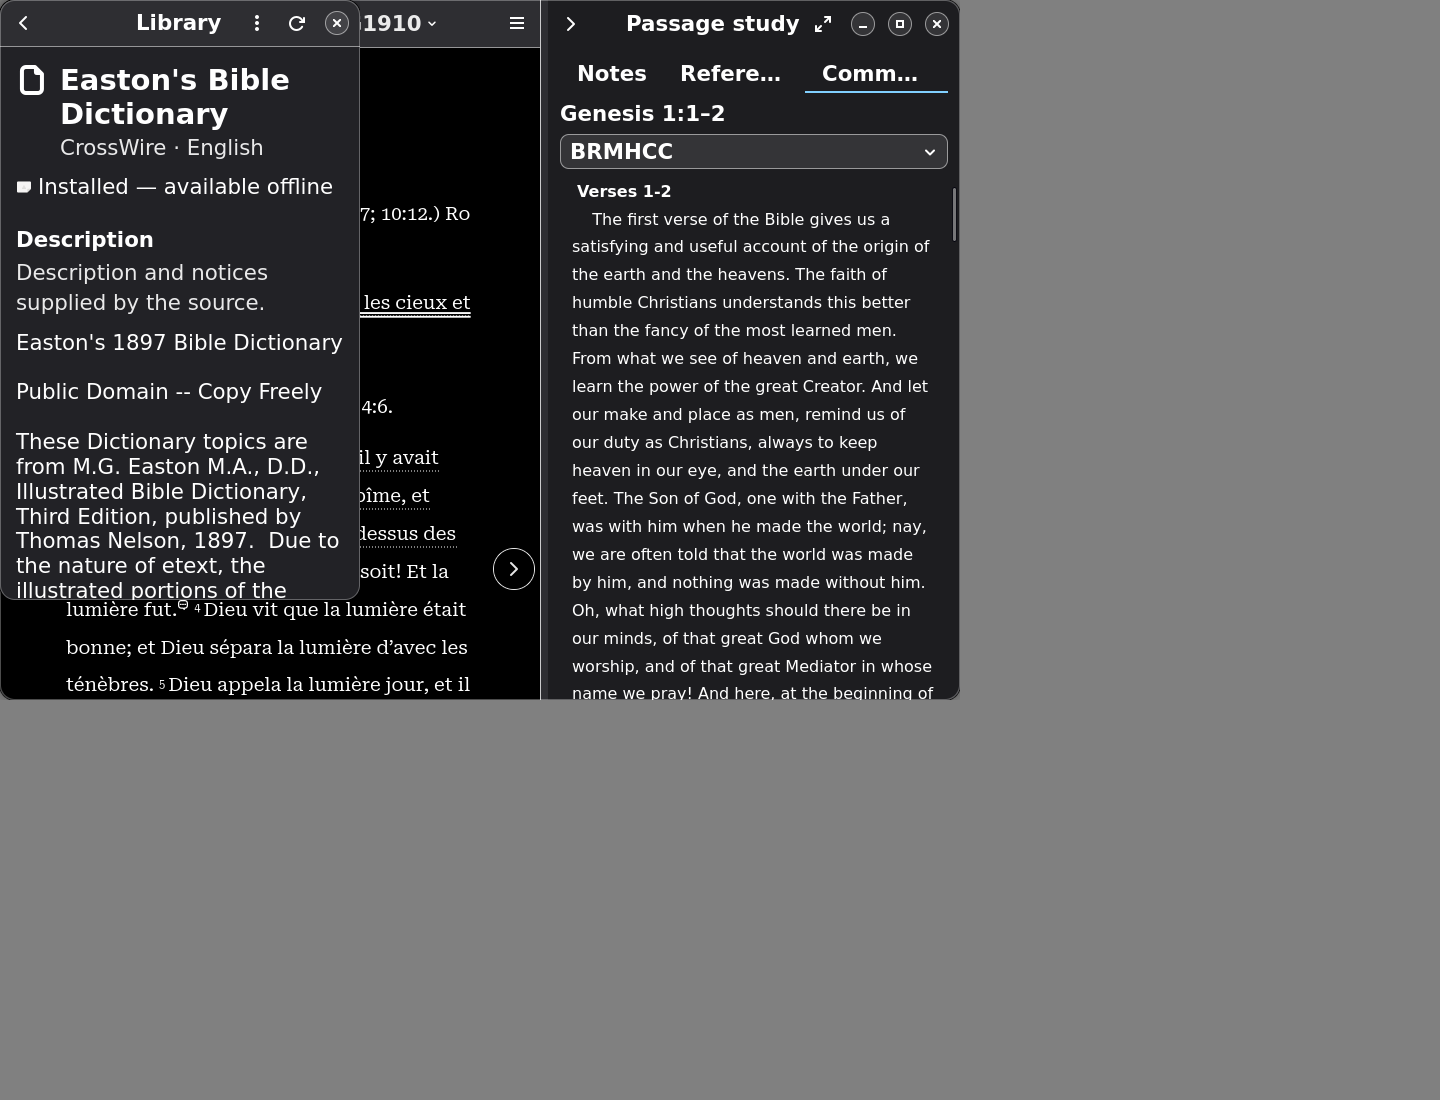 Library
Easton's Bible
Dictionary
CrossWire · English
Installed — available offline
Description
Description and notices
supplied by the source.
Easton's 1897 Bible Dictionary
Public Domain -- Copy Freely
These Dictionary topics are
from M.G. Easton M.A., D.D.,
Illustrated Bible Dictionary,
Third Edition, published by
Thomas Nelson, 1897.  Due to
the nature of etext, the
illustrated portions of the
1910
7; 10:12.) Ro
les cieux et
4:6.
il y avait
et
dessus des
soit! Et la
lumière fut. 4 Dieu vit que la lumière était
bonne; et Dieu sépara la lumière d’avec les
ténèbres. 5 Dieu appela la lumière jour, et il
Passage study
Notes Refere… Comm…
Genesis 1:1–2
BRMHCC
Verses 1-2
The first verse of the Bible gives us a
satisfying and useful account of the origin of
the earth and the heavens. The faith of
humble Christians understands this better
than the fancy of the most learned men.
From what we see of heaven and earth, we
learn the power of the great Creator. And let
our make and place as men, remind us of
our duty as Christians, always to keep
heaven in our eye, and the earth under our
feet. The Son of God, one with the Father,
was with him when he made the world; nay,
we are often told that the world was made
by him, and nothing was made without him.
Oh, what high thoughts should there be in
our minds, of that great God whom we
worship, and of that great Mediator in whose
name we pray! And here, at the beginning of